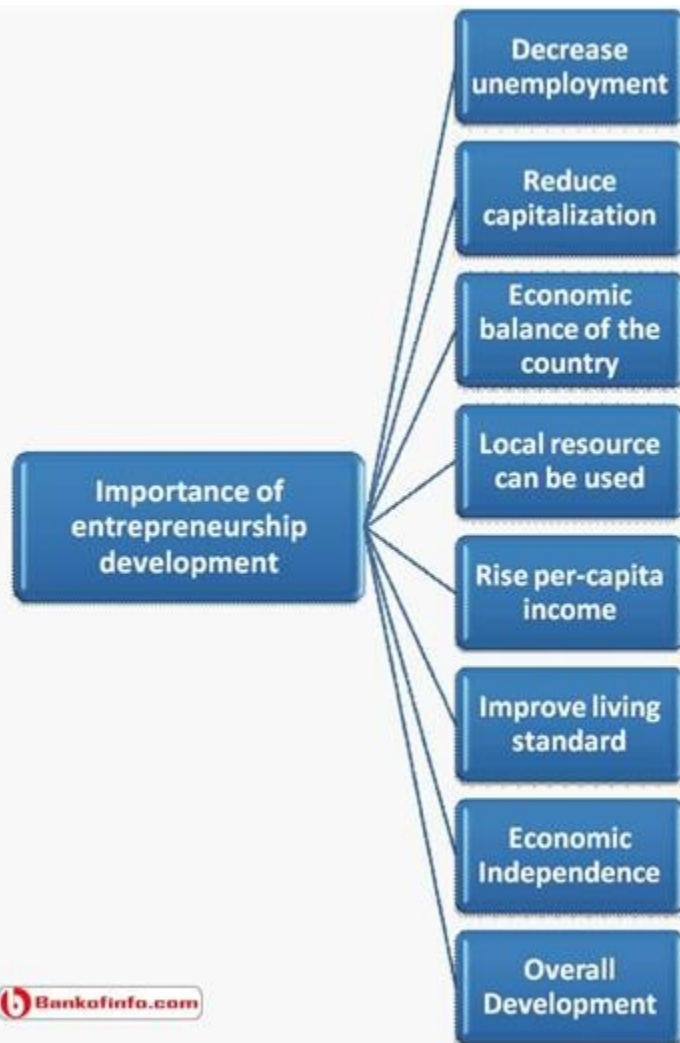 Decrease
unemployment
Reduce
capitalization
Economic
balance of the
country
Local resource
can be used
Importance of
entrepreneurship
development
Rise per-capita
income
Improve living
standard
Economic
Independence
Overall
Development
b Bankofinfo.com